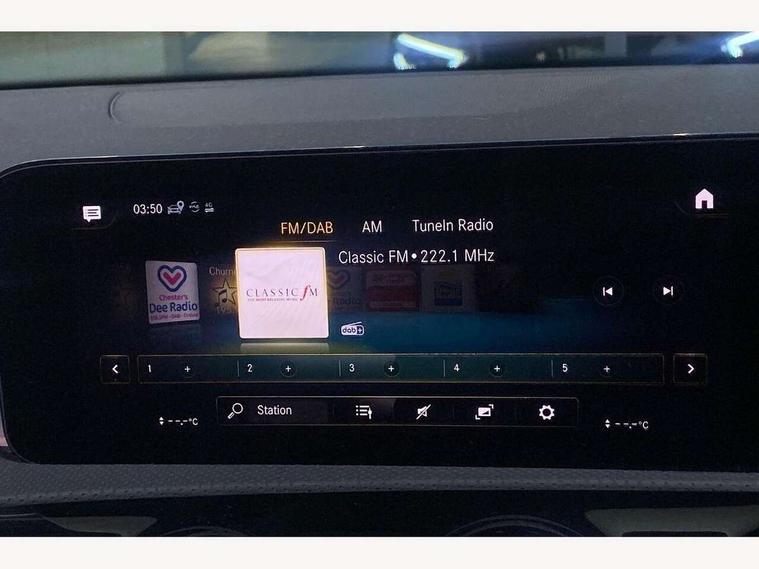 03:50 4G
FM/DAB AM TuneIn Radio
Classic FM • 222.1 MHz
Chester's
Dee Radio
CLASSIC fM
dab+
1 + 2 + 3 + 4 + 5 +
Station
--.-°C --.-°C